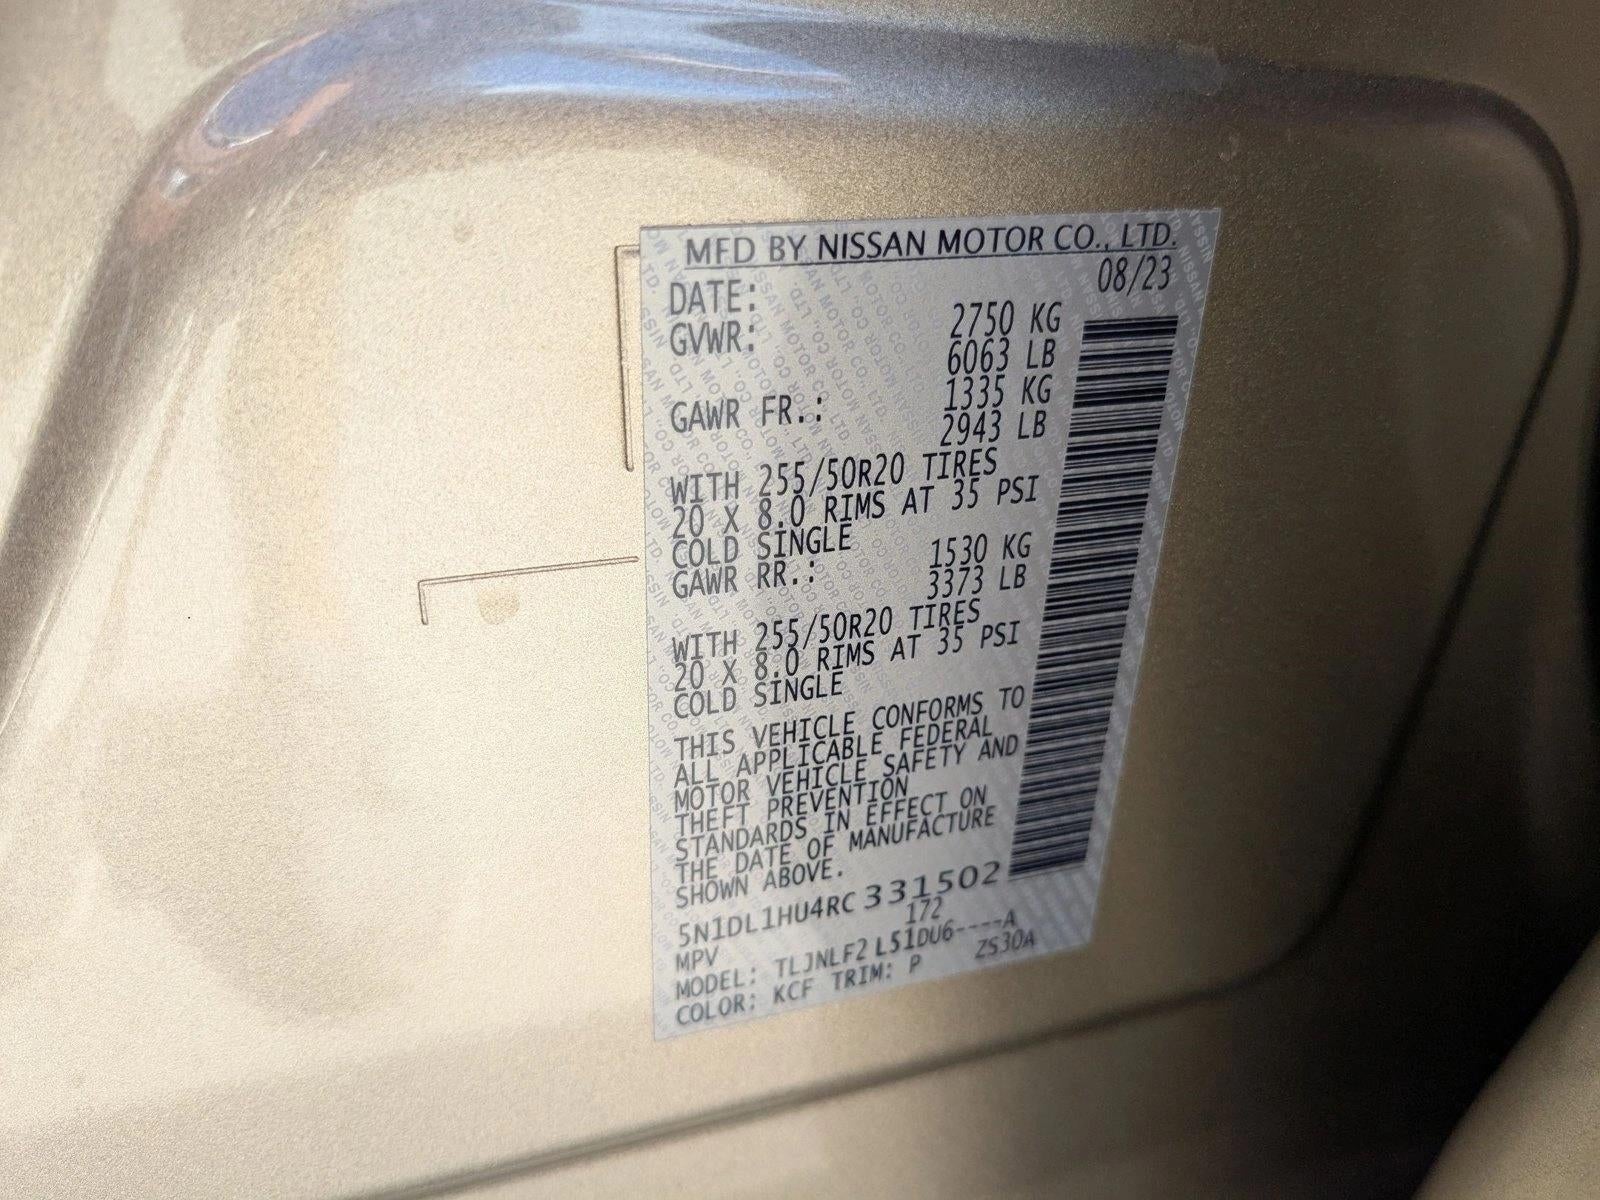 MFD BY NISSAN MOTOR CO., LTD.
DATE: 08/23
GVWR: 2750 KG
6063 LB
GAWR FR.: 1335 KG
2943 LB
WITH 255/50R20 TIRES
20 X 8.0 RIMS AT 35 PSI
COLD SINGLE
GAWR RR.: 1530 KG
3373 LB
WITH 255/50R20 TIRES
20 X 8.0 RIMS AT 35 PSI
COLD SINGLE
THIS VEHICLE CONFORMS TO
ALL APPLICABLE FEDERAL
MOTOR VEHICLE SAFETY AND
THEFT PREVENTION
STANDARDS IN EFFECT ON
THE DATE OF MANUFACTURE
SHOWN ABOVE.
5N1DL1HU4RC 331502
MPV 172
MODEL: TLJNLF2 L51DU6----A
COLOR: KCF TRIM: P ZS30A